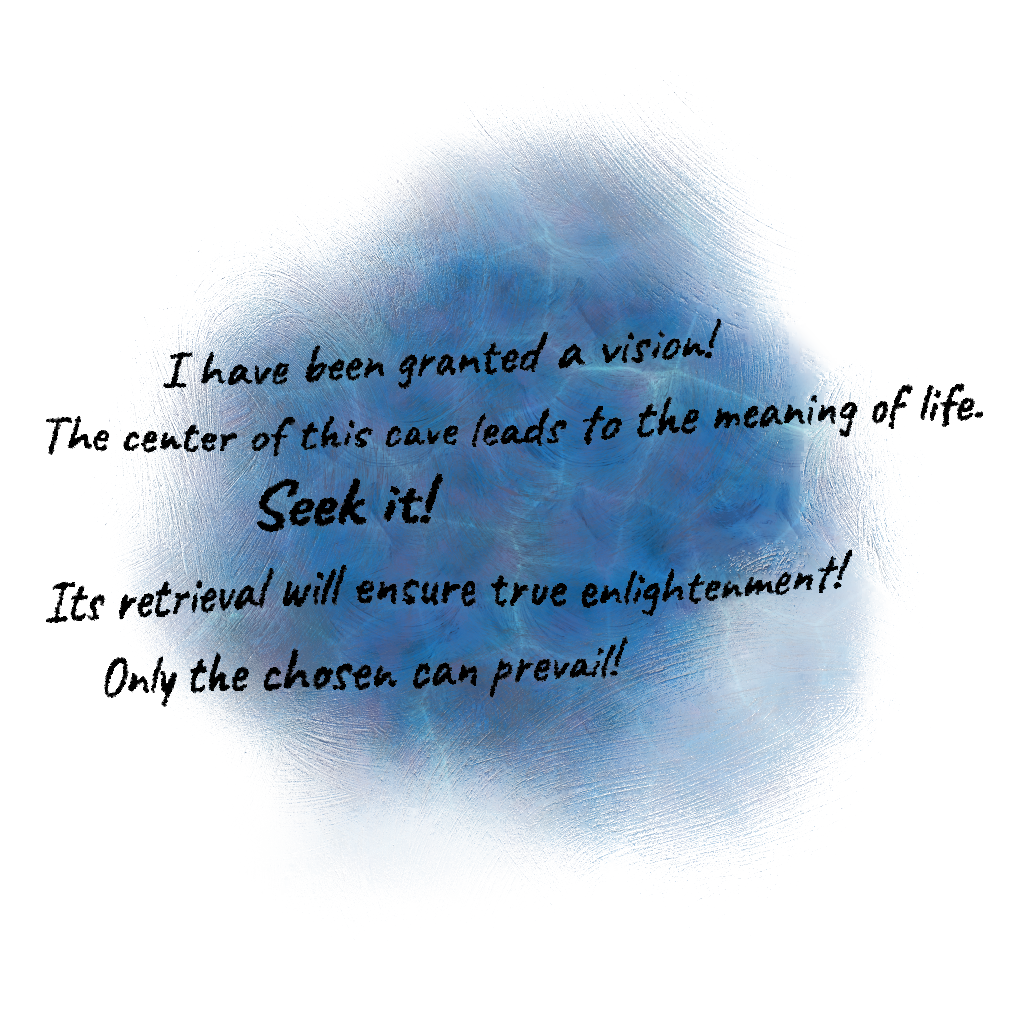 I have been granted a vision!
The center of this cave leads to the meaning of life.
Seek it!
Its retrieval will ensure true enlightenment!
Only the chosen can prevail!